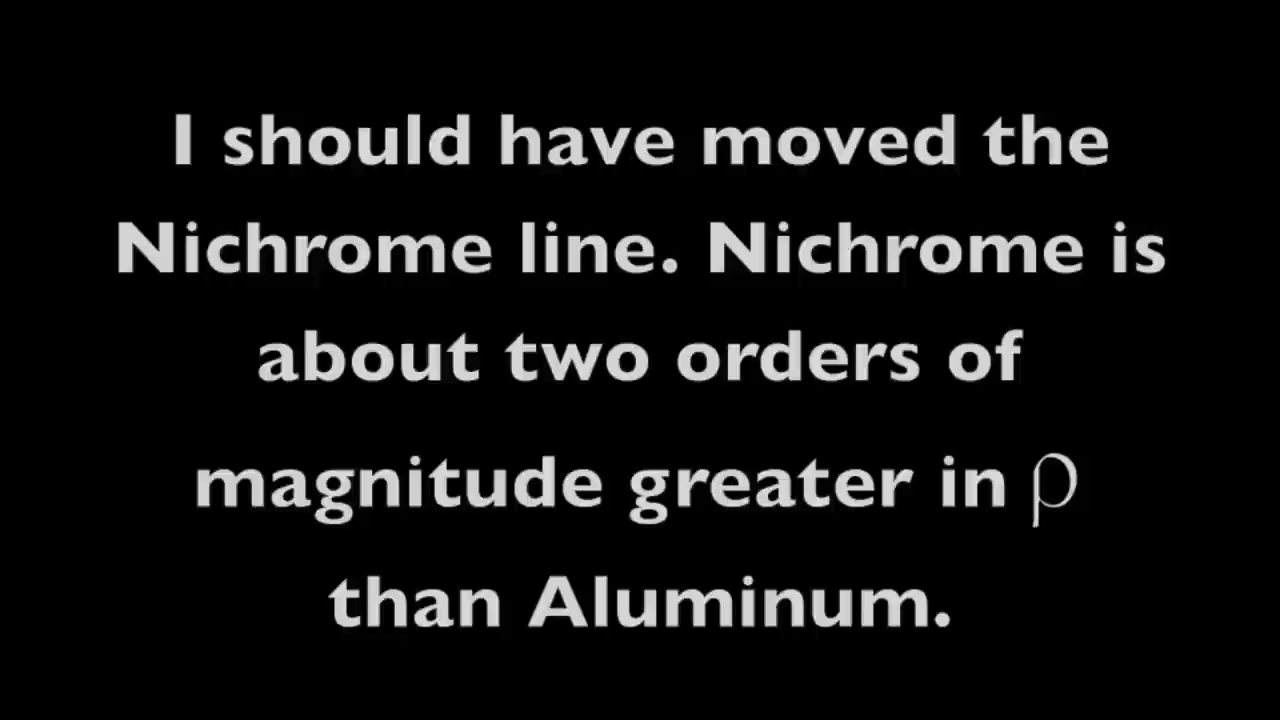 I should have moved the
Nichrome line. Nichrome is
about two orders of
magnitude greater in ρ
than Aluminum.